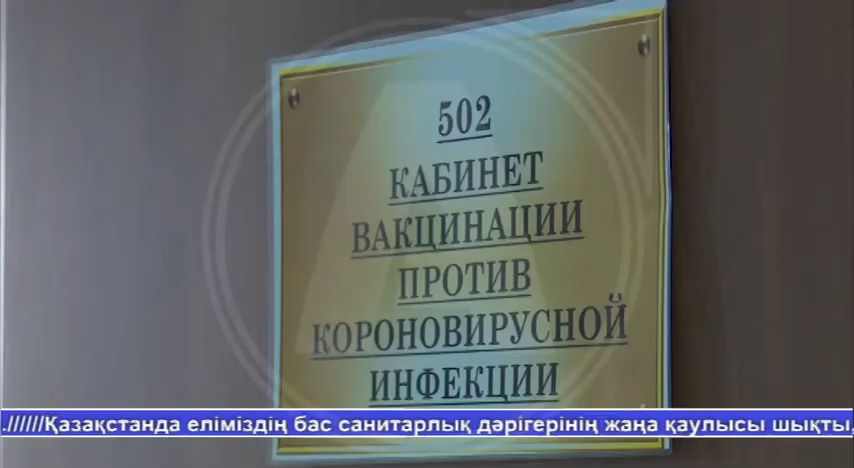 502
КАБИНЕТ
ВАКЦИНАЦИИ
ПРОТИВ
КОРОНОВИРУСНОЙ
ИНФЕКЦИИ
.//////Қазақстанда еліміздің бас санитарлық дәрігерінің жаңа қаулысы шықты,